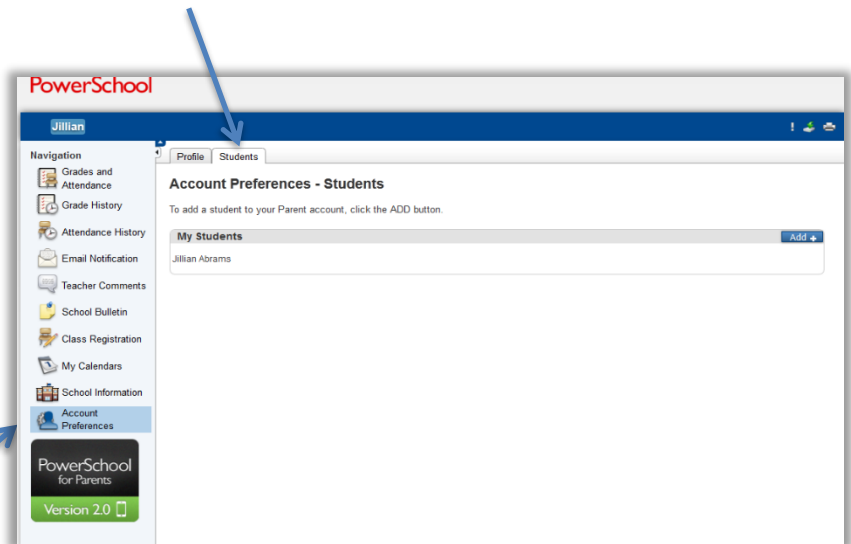 PowerSchool
Jillian
!
Navigation
Grades and
Attendance
Grade History
Attendance History
Email Notification
Teacher Comments
School Bulletin
Class Registration
My Calendars
School Information
Account
Preferences
PowerSchool
for Parents
Version 2.0
Profile
Students
Account Preferences - Students
To add a student to your Parent account, click the ADD button.
My Students
Add +
Jillian Abrams